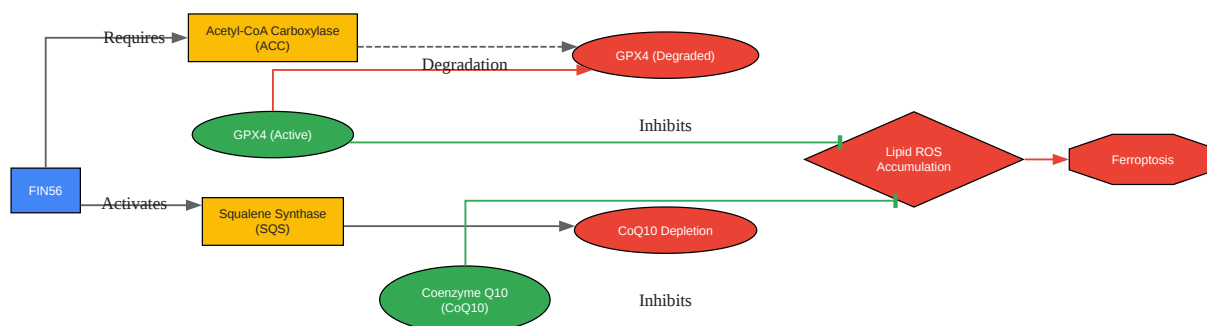 Requires
Acetyl-CoA Carboxylase
(ACC)
GPX4 (Degraded)
Degradation
GPX4 (Active)
Inhibits
Lipid ROS
Accumulation
Ferroptosis
FIN56
Activates
Squalene Synthase
(SQS)
CoQ10 Depletion
Coenzyme Q10
(CoQ10)
Inhibits